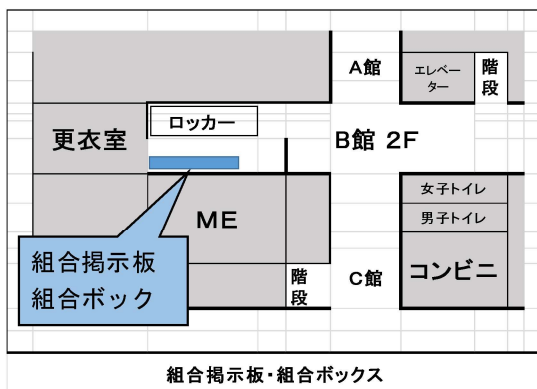 A館
エレベー
ター
階
段
ロッカー
更衣室
B館 2F
女子トイレ
男子トイレ
ME
組合掲示板
組合ボック
階
段
C館
コンビニ
組合掲示板・組合ボックス